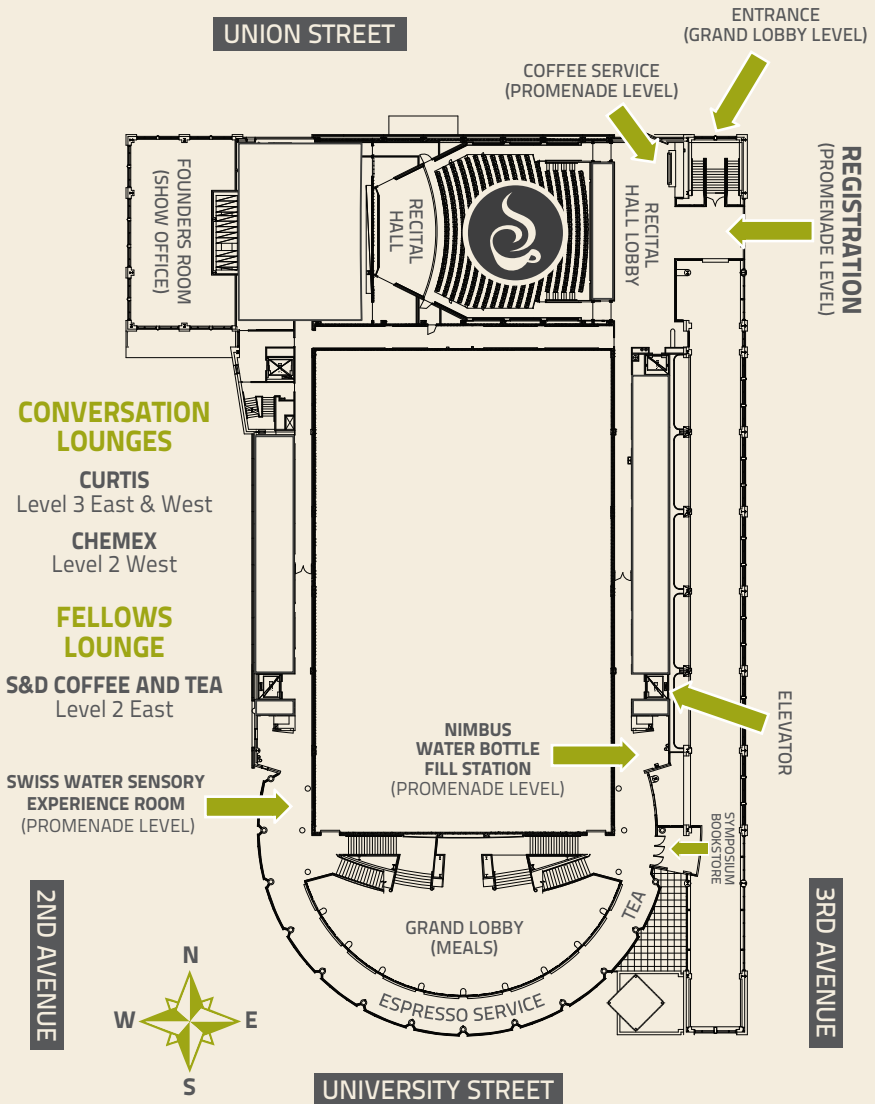 UNION STREET
ENTRANCE
(GRAND LOBBY LEVEL)
COFFEE SERVICE
(PROMENADE LEVEL)
REGISTRATION
(PROMENADE LEVEL)
FOUNDERS ROOM
(SHOW OFFICE)
RECITAL
HALL
RECITAL
HALL LOBBY
CONVERSATION
LOUNGES
CURTIS
Level 3 East & West
CHEMEX
Level 2 West
FELLOWS
LOUNGE
S&D COFFEE AND TEA
Level 2 East
SWISS WATER SENSORY
EXPERIENCE ROOM
(PROMENADE LEVEL)
NIMBUS
WATER BOTTLE
FILL STATION
(PROMENADE LEVEL)
ELEVATOR
SYMPOSIUM
BOOKSTORE
TEA
GRAND LOBBY
(MEALS)
ESPRESSO SERVICE
2ND AVENUE
3RD AVENUE
N
W
E
S
UNIVERSITY STREET